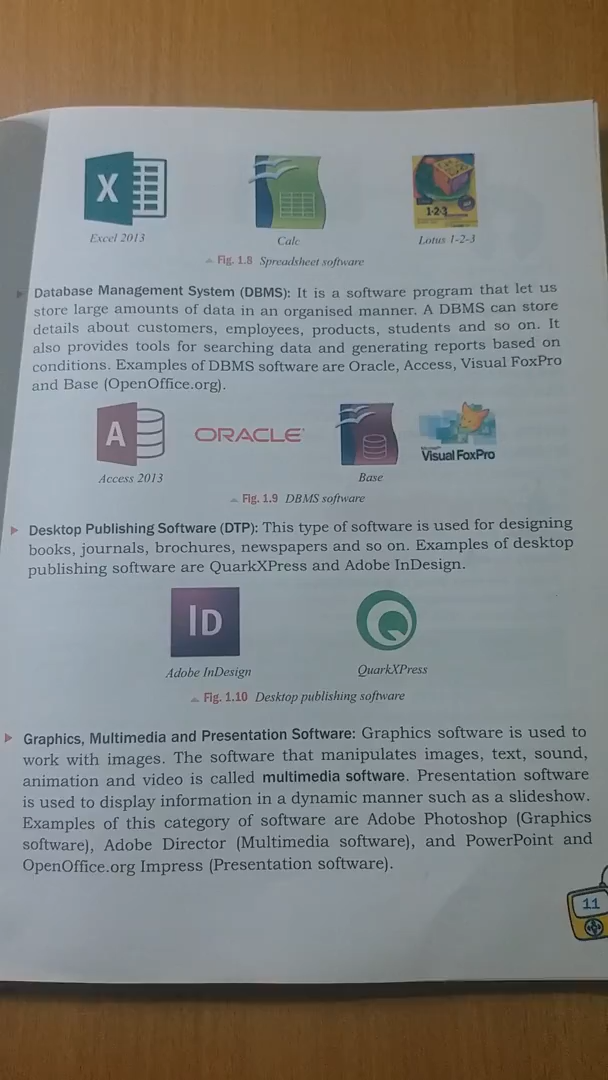 X
1-2-3
Excel 2013
Calc
Lotus 1-2-3
Fig. 1.8 Spreadsheet software
Database Management System (DBMS): It is a software program that let us
store large amounts of data in an organised manner. A DBMS can store
details about customers, employees, products, students and so on. It
also provides tools for searching data and generating reports based on
conditions. Examples of DBMS software are Oracle, Access, Visual FoxPro
and Base (OpenOffice.org).
A
ORACLE
Visual FoxPro
Access 2013
Base
Fig. 1.9 DBMS software
Desktop Publishing Software (DTP): This type of software is used for designing
books, journals, brochures, newspapers and so on. Examples of desktop
publishing software are QuarkXPress and Adobe InDesign.
ID
Adobe InDesign
QuarkXPress
Fig. 1.10 Desktop publishing software
Graphics, Multimedia and Presentation Software: Graphics software is used to
work with images. The software that manipulates images, text, sound,
animation and video is called multimedia software. Presentation software
is used to display information in a dynamic manner such as a slideshow.
Examples of this category of software are Adobe Photoshop (Graphics
software), Adobe Director (Multimedia software), and PowerPoint and
OpenOffice.org Impress (Presentation software).
11